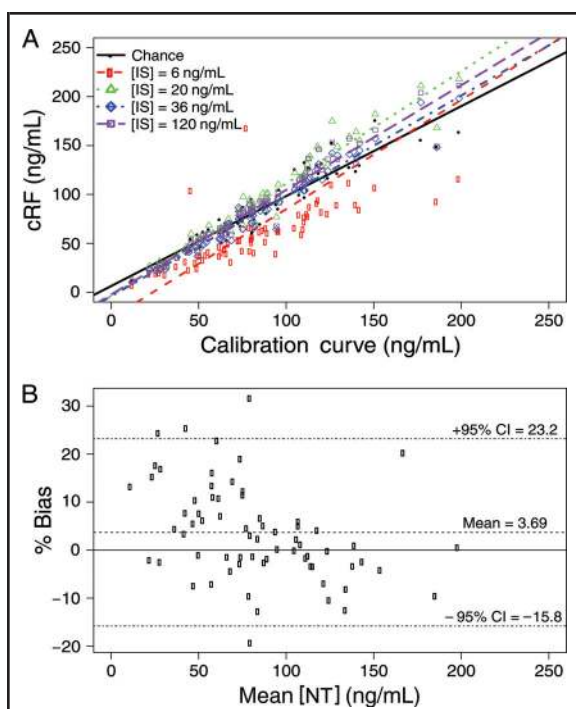 A
250
200
150
100
50
0
cRF (ng/mL)
Chance
[IS] = 6 ng/mL
[IS] = 20 ng/mL
[IS] = 36 ng/mL
[IS] = 120 ng/mL
0 50 100 150 200 250
Calibration curve (ng/mL)
B
30
20
10
0
-10
-20
% Bias
+95% CI = 23.2
Mean = 3.69
−95% CI = −15.8
0 50 100 150 200 250
Mean [NT] (ng/mL)